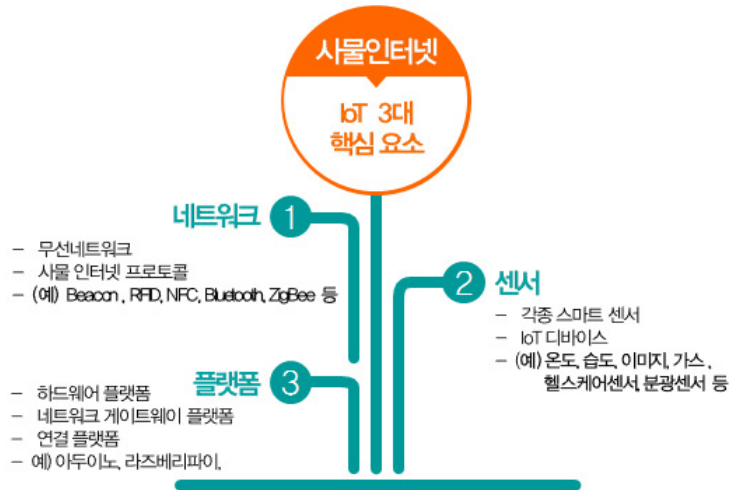 사물인터넷
IoT 3대
핵심 요소
네트워크 1
- 무선네트워크
- 사물 인터넷 프로토콜
- (예) Beacon, RFID, NFC, Bluetooth, ZigBee 등
2 센서
- 각종 스마트 센서
- IoT 디바이스
- (예) 온도, 습도, 이미지, 가스,
헬스케어센서, 분광센서 등
플랫폼 3
- 하드웨어 플랫폼
- 네트워크 게이트웨이 플랫폼
- 연결 플랫폼
- 예) 아두이노, 라즈베리파이,